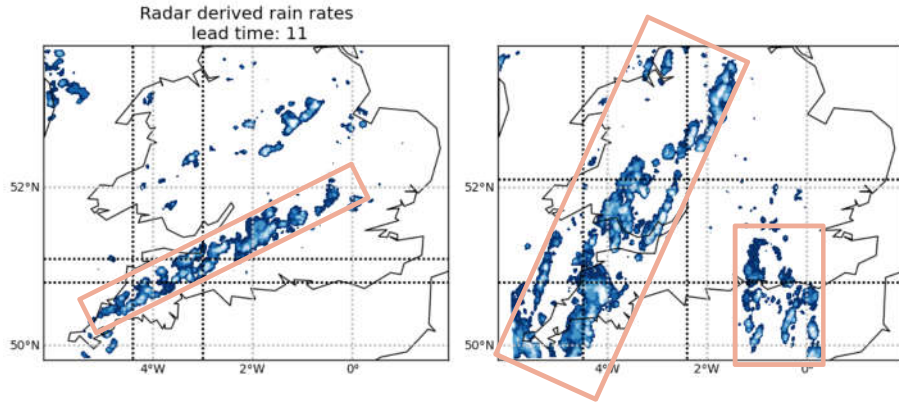 Radar derived rain rates
lead time: 11
52°N
50°N
4°W 2°W 0°
52°N
50°N
4°W 2°W 0°